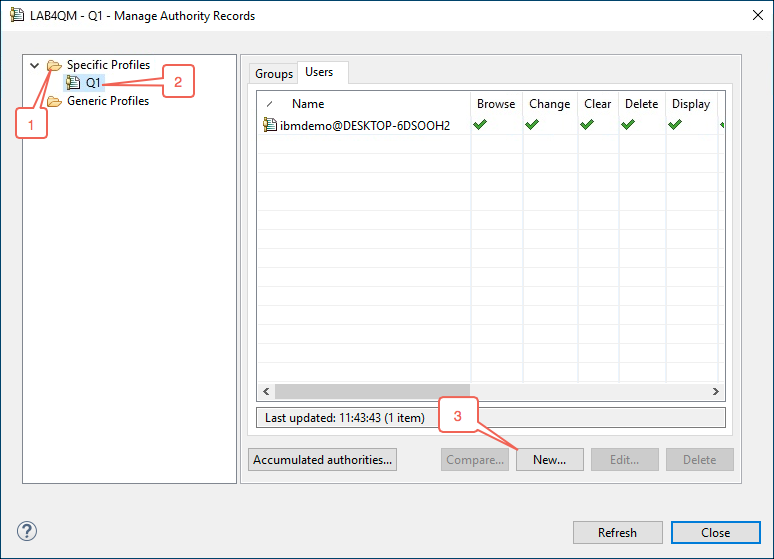 LAB4QM - Q1 - Manage Authority Records
Specific Profiles
Q1
Generic Profiles
1
2
Groups
Users
Name Browse Change Clear Delete Display
ibmdemo@DESKTOP-6DSOOH2
Last updated: 11:43:43 (1 item)
3
Accumulated authorities...
Compare...
New...
Edit...
Delete
?
Refresh
Close